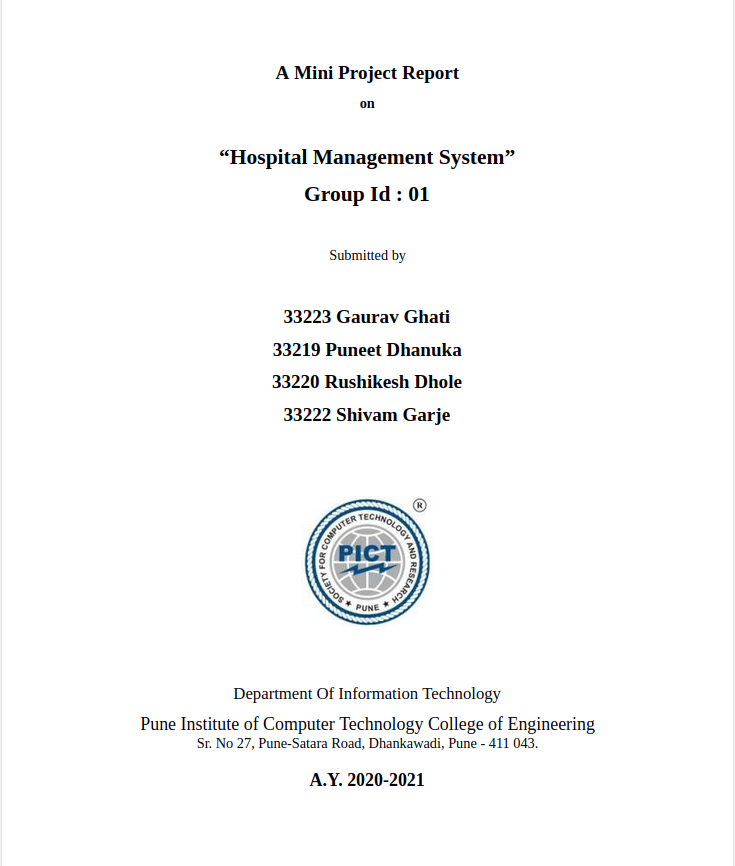 A Mini Project Report
on
“Hospital Management System”
Group Id : 01
Submitted by
33223 Gaurav Ghati
33219 Puneet Dhanuka
33220 Rushikesh Dhole
33222 Shivam Garje
®
SOCIETY FOR COMPUTER TECHNOLOGY AND RESEARCH
PICT
★ PUNE ★
Department Of Information Technology
Pune Institute of Computer Technology College of Engineering
Sr. No 27, Pune-Satara Road, Dhankawadi, Pune - 411 043.
A.Y. 2020-2021